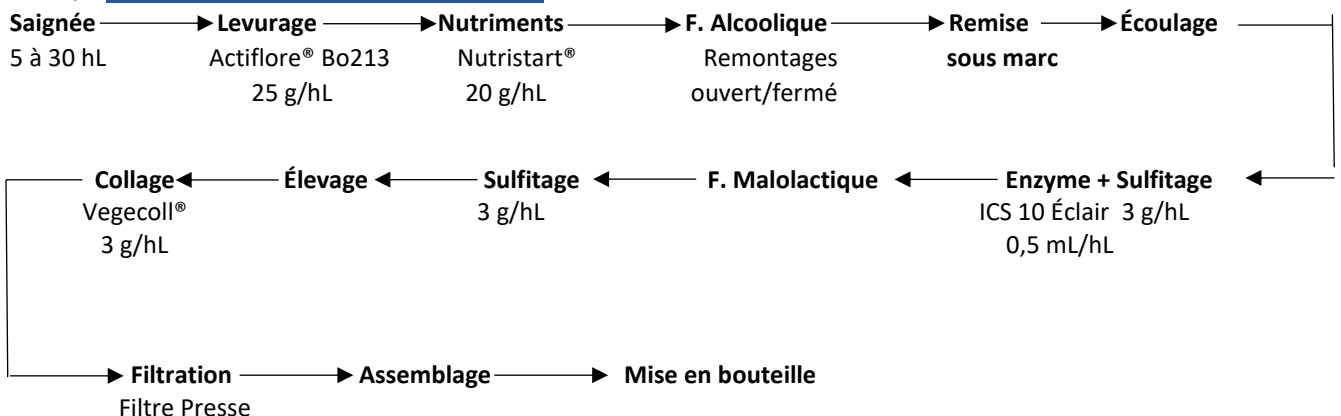 Saignée Levurage Nutriments F. Alcoolique Remise Écoulage
5 à 30 hL Actiflore® Bo213 Nutristart® Remontages sous marc
25 g/hL 20 g/hL ouvert/fermé
Collage Élevage Sulfitage F. Malolactique Enzyme + Sulfitage
Vegecoll® 3 g/hL ICS 10 Éclair 3 g/hL
3 g/hL 0,5 mL/hL
Filtration Assemblage Mise en bouteille
Filtre Presse